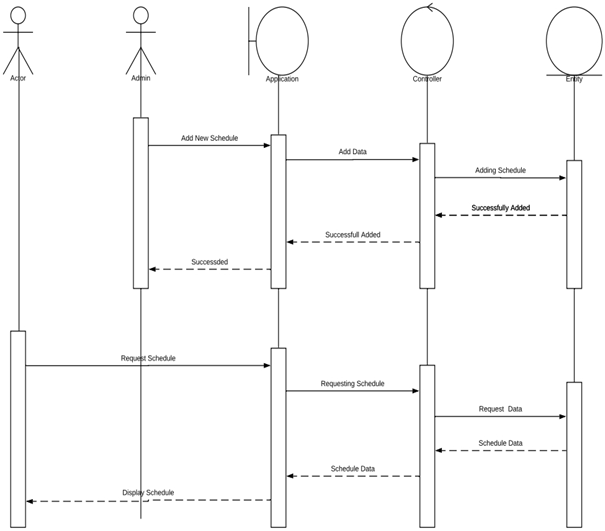 Actor
Admin
Application
Controller
Entity
Add New Schedule
Add Data
Adding Schedule
Successfully Added
Successfull Added
Successded
Request Schedule
Requesting Schedule
Request Data
Schedule Data
Schedule Data
Display Schedule